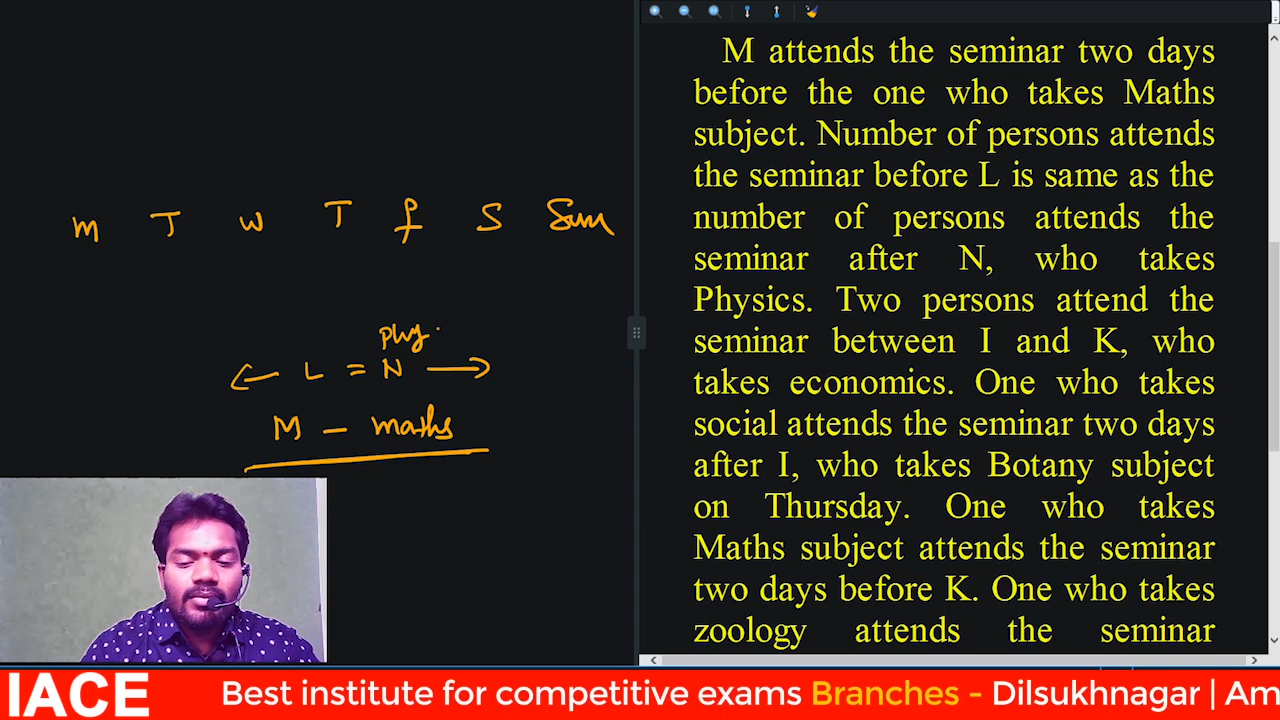 M attends the seminar two days
before the one who takes Maths
subject. Number of persons attends
the seminar before L is same as the
number of persons attends the
seminar after N, who takes
Physics. Two persons attend the
seminar between I and K, who
takes economics. One who takes
social attends the seminar two days
after I, who takes Botany subject
on Thursday. One who takes
Maths subject attends the seminar
two days before K. One who takes
zoology attends the seminar
M T W T F S Sun
phy.
← L = N →
M – maths
IACE
Best institute for competitive exams Branches - Dilsukhnagar | Am